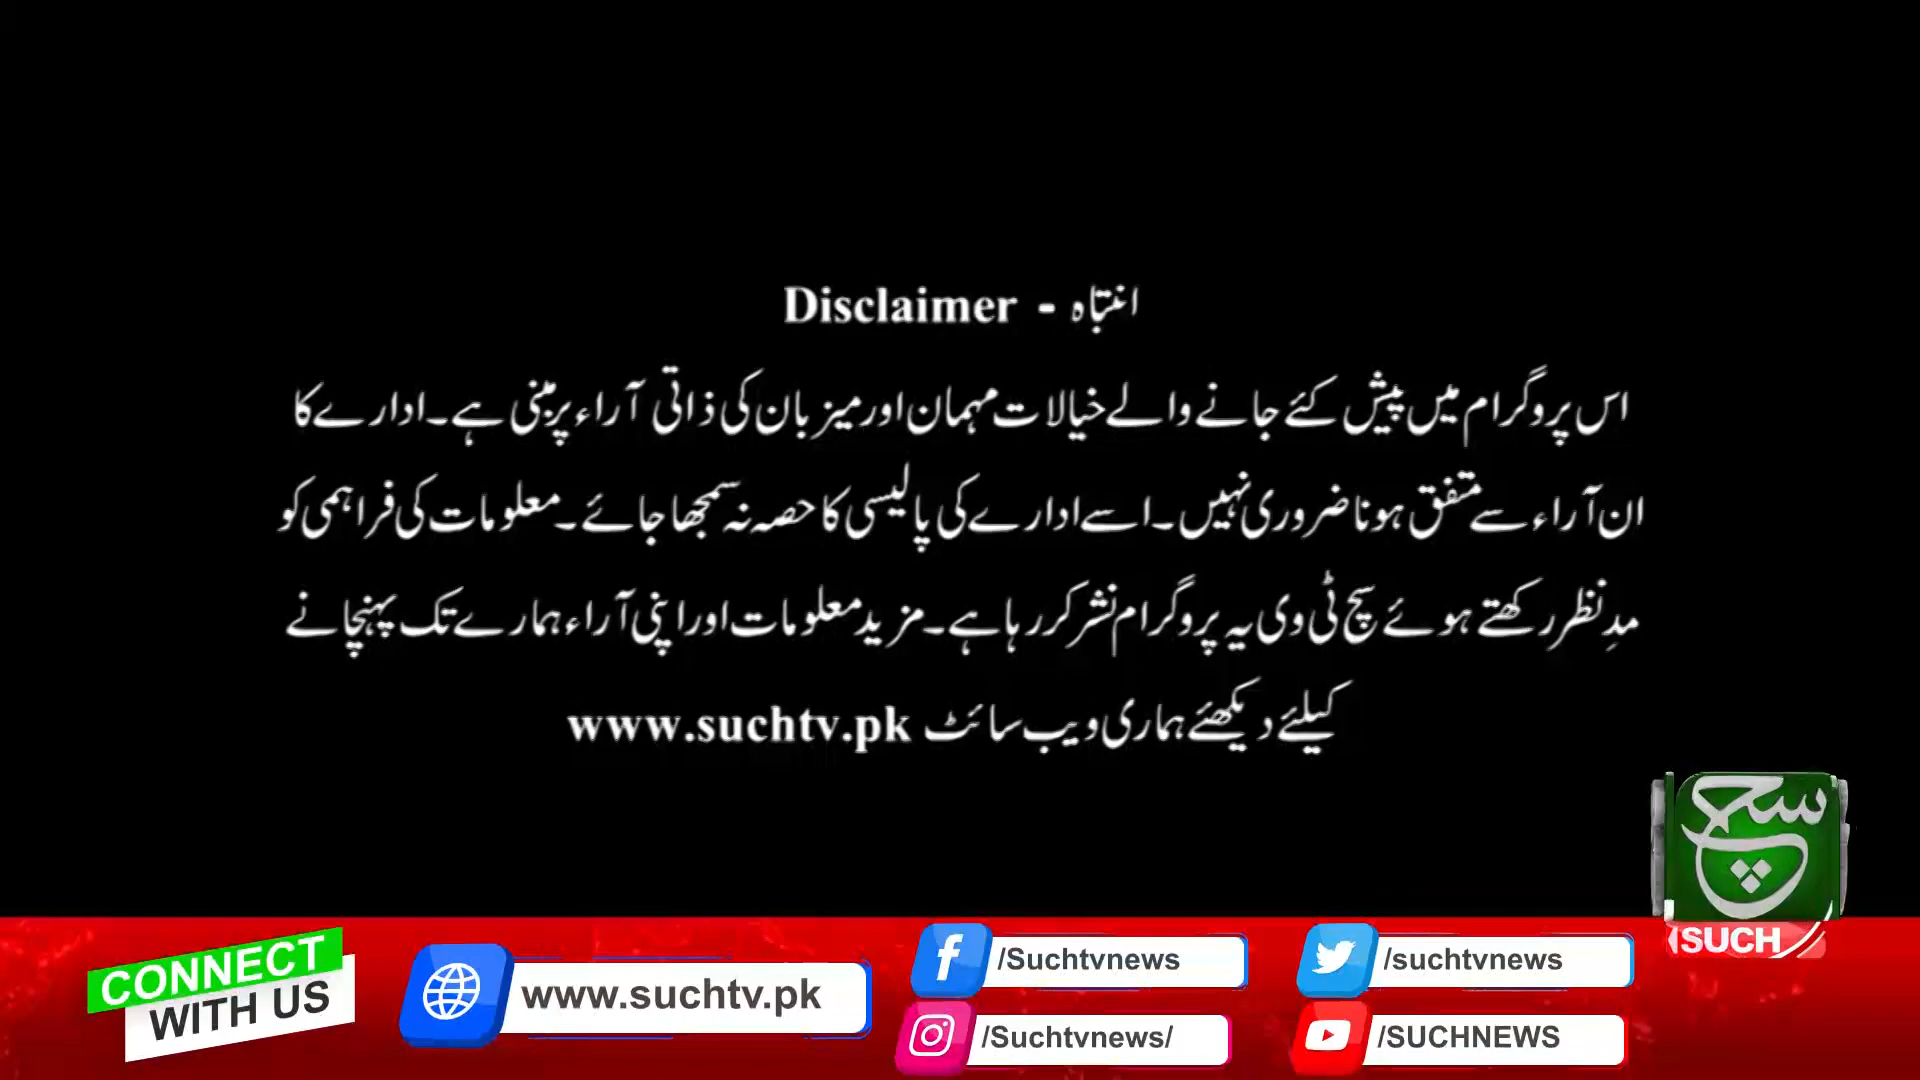 انتباہ - Disclaimer
اس پروگرام میں پیش کئے جانے والے خیالات مہمان اور میزبان کی ذاتی آراء پر مبنی ہے۔ ادارے کا
ان آراء سے متفق ہونا ضروری نہیں۔ اسے ادارے کی پالیسی کا حصہ نہ سمجھا جائے۔ معلومات کی فراہمی کو
مدِ نظر رکھتے ہوئے سچ ٹی وی یہ پروگرام نشر کر رہا ہے۔ مزید معلومات اور اپنی آراء ہمارے تک پہنچانے
کیلئے دیکھئے ہماری ویب سائٹ www.suchtv.pk
سچ
SUCH
CONNECT
WITH US
www.suchtv.pk
/Suchtvnews
/suchtvnews
/Suchtvnews/
/SUCHNEWS